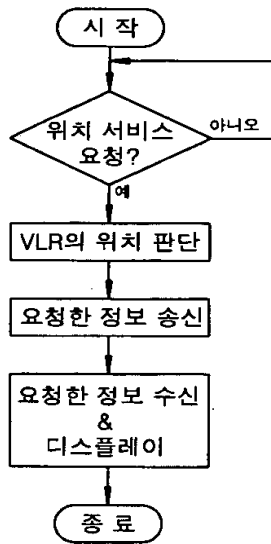 시 작
위치 서비스
요청?
아니오
예
VLR의 위치 판단
요청한 정보 송신
요청한 정보 수신
&
디스플레이
종 료